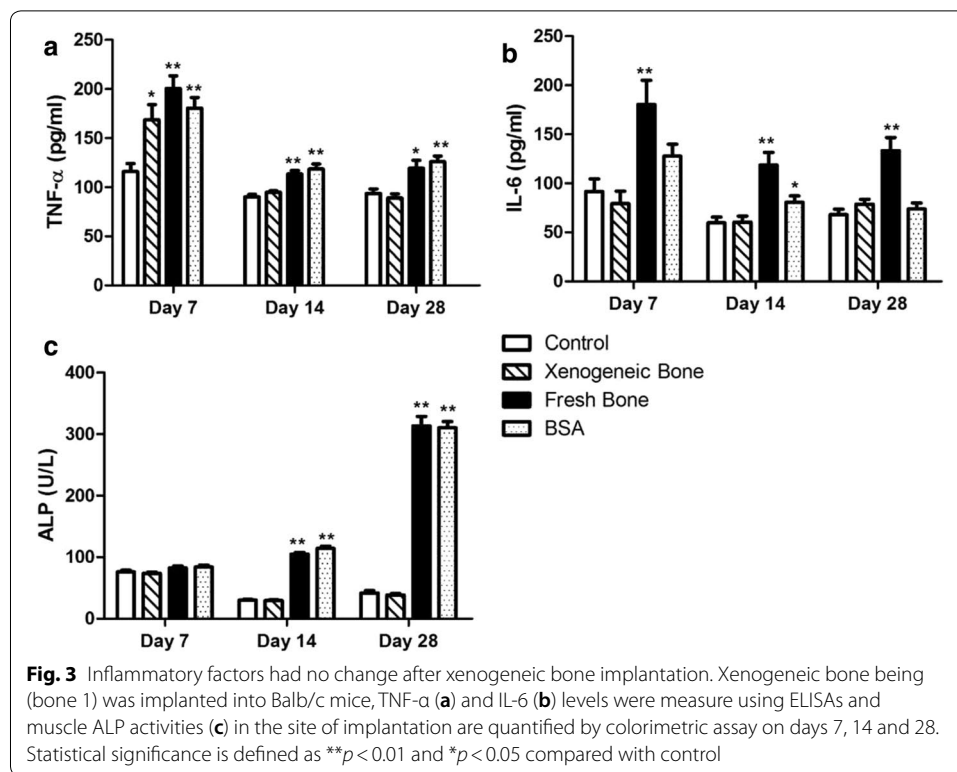 a
TNF-α (pg/ml)
250
200
150
100
50
0
* ** **
** **
* **
Day 7 Day 14 Day 28
b
IL-6 (pg/ml)
250
200
150
100
50
0
**
** *
**
Day 7 Day 14 Day 28
c
ALP (U/L)
400
300
200
100
0
** **
** **
Day 7 Day 14 Day 28
Control
Xenogeneic Bone
Fresh Bone
BSA
Fig. 3 Inflammatory factors had no change after xenogeneic bone implantation. Xenogeneic bone being
(bone 1) was implanted into Balb/c mice, TNF-α (a) and IL-6 (b) levels were measure using ELISAs and
muscle ALP activities (c) in the site of implantation are quantified by colorimetric assay on days 7, 14 and 28.
Statistical significance is defined as **p < 0.01 and *p < 0.05 compared with control